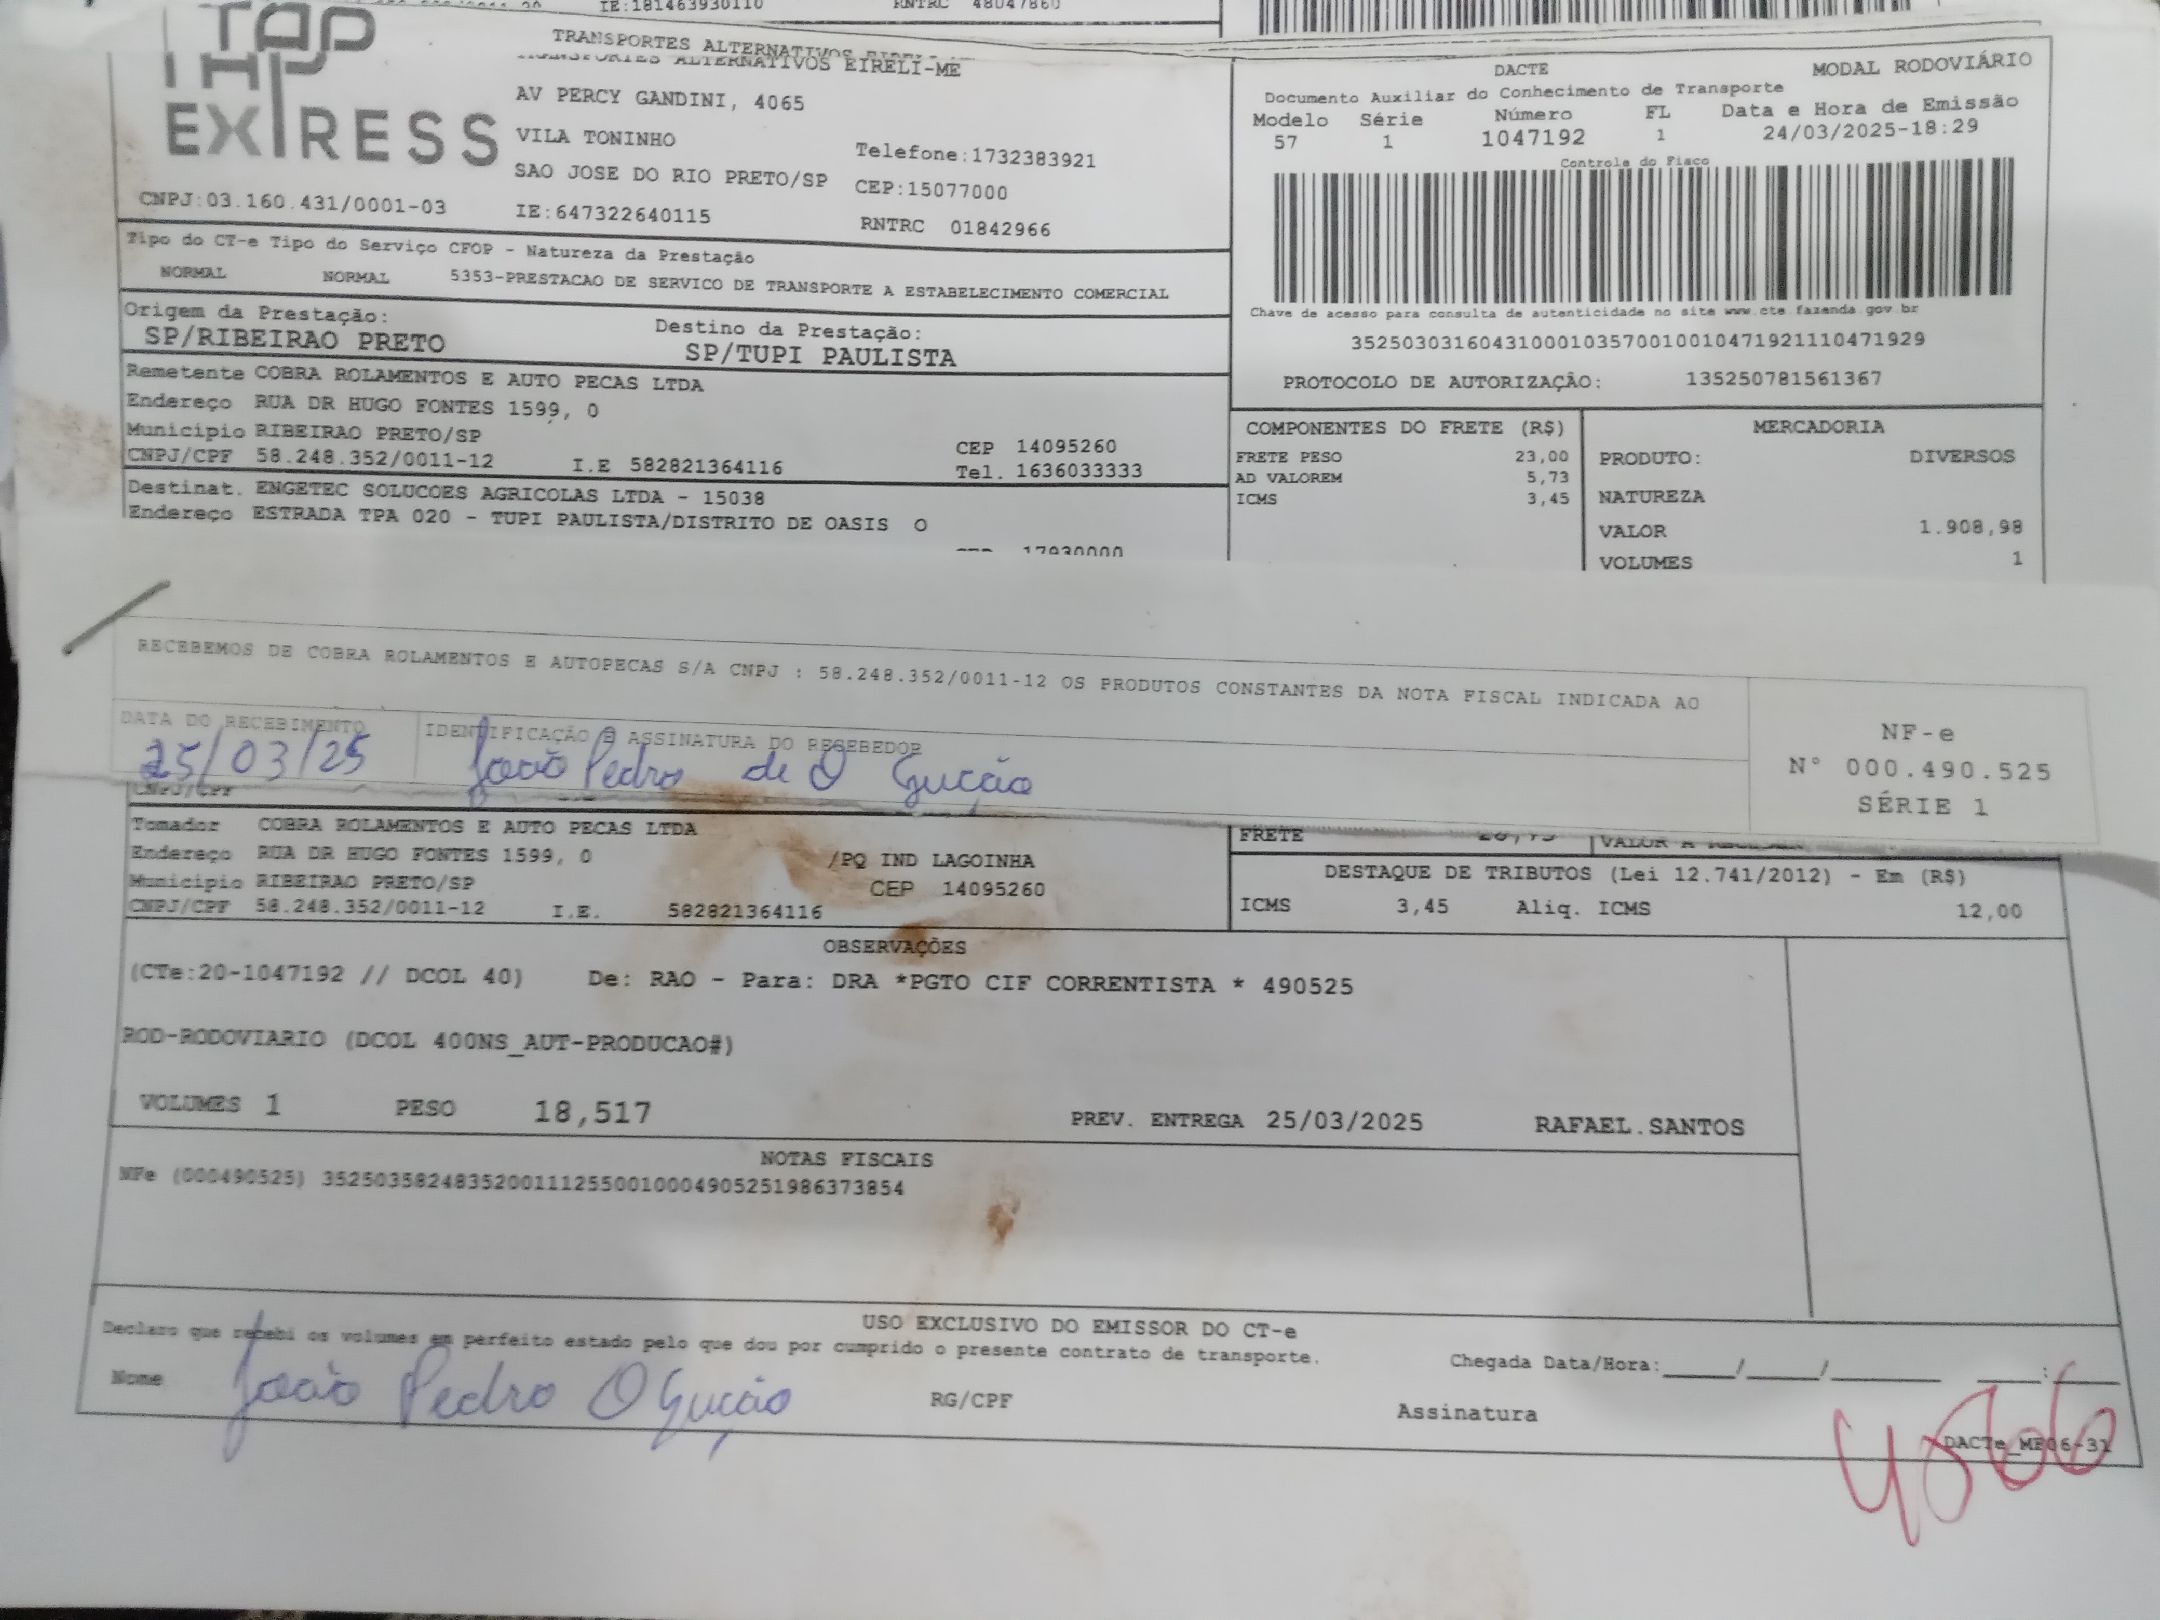 IE:181463930110 RNTRC 48047860
TAP
EXPRESS
TRANSPORTES ALTERNATIVOS EIRELI-ME
AV PERCY GANDINI, 4065
VILA TONINHO
Telefone:1732383921
SAO JOSE DO RIO PRETO/SP CEP:15077000
CNPJ:03.160.431/0001-03 IE:647322640115 RNTRC 01842966
DACTE MODAL RODOVIÁRIO
Documento Auxiliar do Conhecimento de Transporte
Modelo Série Número FL Data e Hora de Emissão
57 1 1047192 1 24/03/2025-18:29
Controle do Fisco
Chave de acesso para consulta de autenticidade no site www.cte.fazenda.gov.br
35250303160431000103570010010471921110471929
PROTOCOLO DE AUTORIZAÇÃO: 135250781561367
Tipo do CT-e Tipo do Serviço CFOP - Natureza da Prestação
NORMAL NORMAL 5353-PRESTACAO DE SERVICO DE TRANSPORTE A ESTABELECIMENTO COMERCIAL
Origem da Prestação: Destino da Prestação:
SP/RIBEIRAO PRETO SP/TUPI PAULISTA
Remetente COBRA ROLAMENTOS E AUTO PECAS LTDA
Endereço RUA DR HUGO FONTES 1599, 0
Municipio RIBEIRAO PRETO/SP CEP 14095260
CNPJ/CPF 58.248.352/0011-12 I.E 582821364116 Tel. 1636033333
Destinat. ENGETEC SOLUCOES AGRICOLAS LTDA - 15038
Endereço ESTRADA TPA 020 - TUPI PAULISTA/DISTRITO DE OASIS O
17930000
COMPONENTES DO FRETE (R$) MERCADORIA
FRETE PESO 23,00 PRODUTO: DIVERSOS
AD VALOREM 5,73 NATUREZA
ICMS 3,45 VALOR 1.908,98
VOLUMES 1
RECEBEMOS DE COBRA ROLAMENTOS E AUTOPECAS S/A CNPJ : 58.248.352/0011-12 OS PRODUTOS CONSTANTES DA NOTA FISCAL INDICADA AO
DATA DO RECEBIMENTO IDENTIFICAÇÃO E ASSINATURA DO RECEBEDOR
25/03/25 João Pedro de O
NF-e
N° 000.490.525
SÉRIE 1
CNPJ/CPF
Tomador COBRA ROLAMENTOS E AUTO PECAS LTDA
Endereço RUA DR HUGO FONTES 1599, 0 /PQ IND LAGOINHA
Municipio RIBEIRAO PRETO/SP CEP 14095260
CNPJ/CPF 58.248.352/0011-12 I.E. 582821364116
FRETE
DESTAQUE DE TRIBUTOS (Lei 12.741/2012) - Em (R$)
ICMS 3,45 Aliq. ICMS 12,00
OBSERVAÇÕES
(CTe:20-1047192 // DCOL 40) De: RAO - Para: DRA *PGTO CIF CORRENTISTA * 490525
ROD-RODOVIARIO (DCOL 400NS_AUT-PRODUCAO#)
VOLUMES 1 PESO 18,517 PREV. ENTREGA 25/03/2025 RAFAEL.SANTOS
NOTAS FISCAIS
NFe (000490525) 35250358248352001112550010004905251986373854
USO EXCLUSIVO DO EMISSOR DO CT-e
Declaro que recebi os volumes em perfeito estado pelo que dou por cumprido o presente contrato de transporte.
Chegada Data/Hora:_____/_____/_______ ____:____
Nome João Pedro O RG/CPF Assinatura
DACTe_MF06-31